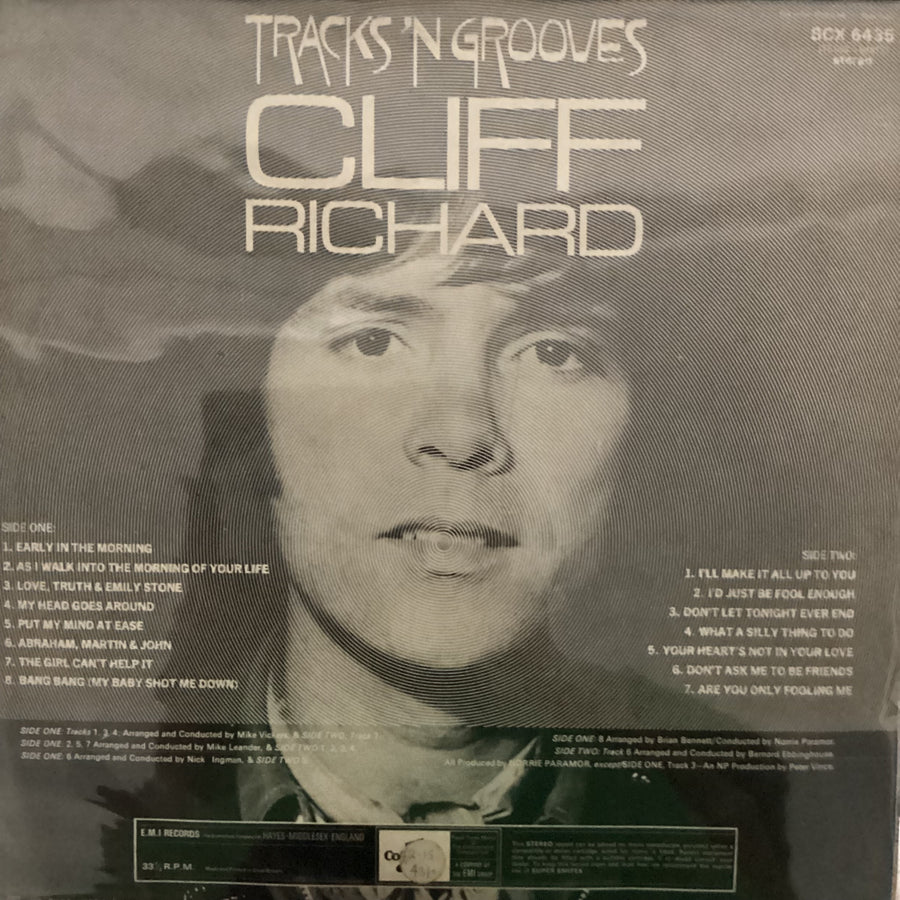 TRACKS 'N GROOVES
SCX 6435
stereo
CLIFF
RICHARD
SIDE ONE:
1. EARLY IN THE MORNING
2. AS I WALK INTO THE MORNING OF YOUR LIFE
3. LOVE, TRUTH & EMILY STONE
4. MY HEAD GOES AROUND
5. PUT MY MIND AT EASE
6. ABRAHAM, MARTIN & JOHN
7. THE GIRL CAN'T HELP IT
8. BANG BANG (MY BABY SHOT ME DOWN)
SIDE TWO:
1. I'LL MAKE IT ALL UP TO YOU
2. I'D JUST BE FOOL ENOUGH
3. DON'T LET TONIGHT EVER END
4. WHAT A SILLY THING TO DO
5. YOUR HEART'S NOT IN YOUR LOVE
6. DON'T ASK ME TO BE FRIENDS
7. ARE YOU ONLY FOOLING ME
SIDE ONE: Tracks 1, 3, 4: Arranged and Conducted by Mike Vickers, & SIDE TWO, Track 7
SIDE ONE: 2, 5, 7 Arranged and Conducted by Mike Leander, & SIDE TWO 1, 2, 3, 4.
SIDE ONE: 6 Arranged and Conducted by Nick Ingman, & SIDE TWO 5.
SIDE ONE: 8 Arranged by Brian Bennett/Conducted by Norrie Paramor.
SIDE TWO: Track 6 Arranged and Conducted by Bernard Ebbinghouse
All Produced by NORRIE PARAMOR, except SIDE ONE, Track 3—An NP Production by Peter Vince.
E.M.I RECORDS HAYES · MIDDLESEX · ENGLAND
33⅓ R.P.M.
Co
EMI GROUP